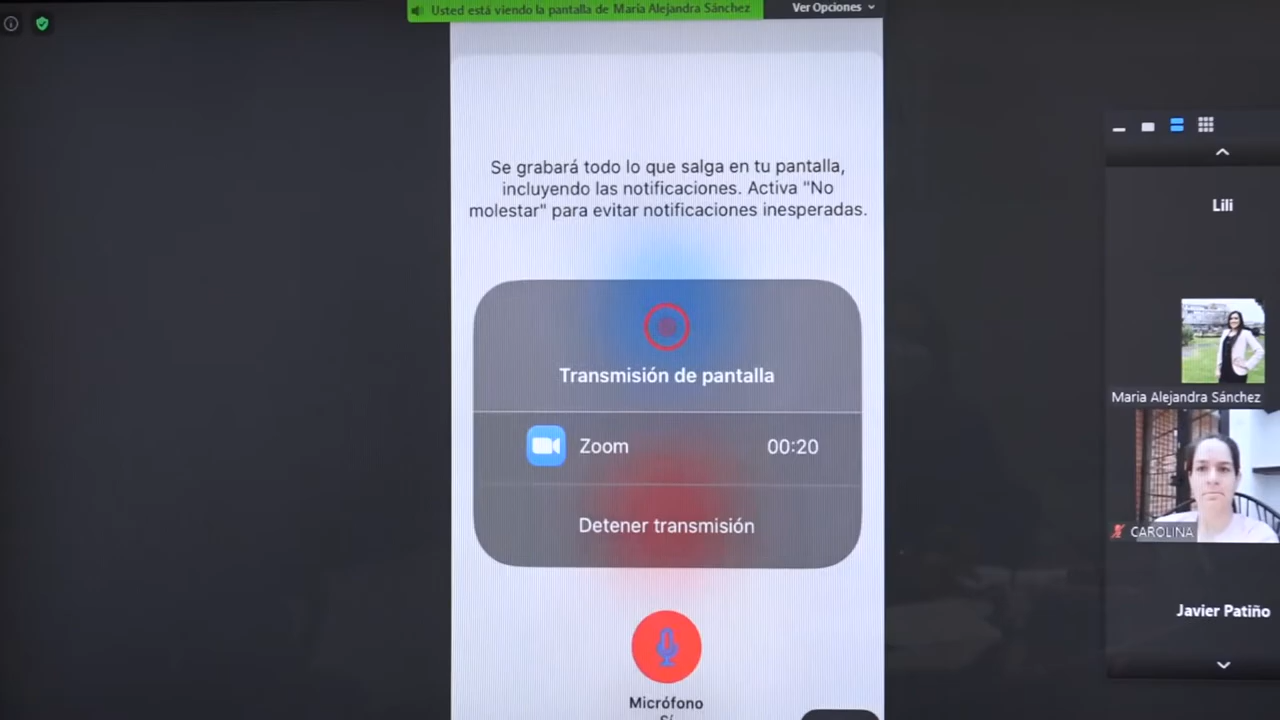 Usted está viendo la pantalla de Maria Alejandra Sánchez
Ver Opciones
Se grabará todo lo que salga en tu pantalla,
incluyendo las notificaciones. Activa "No
molestar" para evitar notificaciones inesperadas.
Transmisión de pantalla
Zoom 00:20
Detener transmisión
Micrófono
Sí
Lili
Maria Alejandra Sánchez
CAROLINA
Javier Patiño